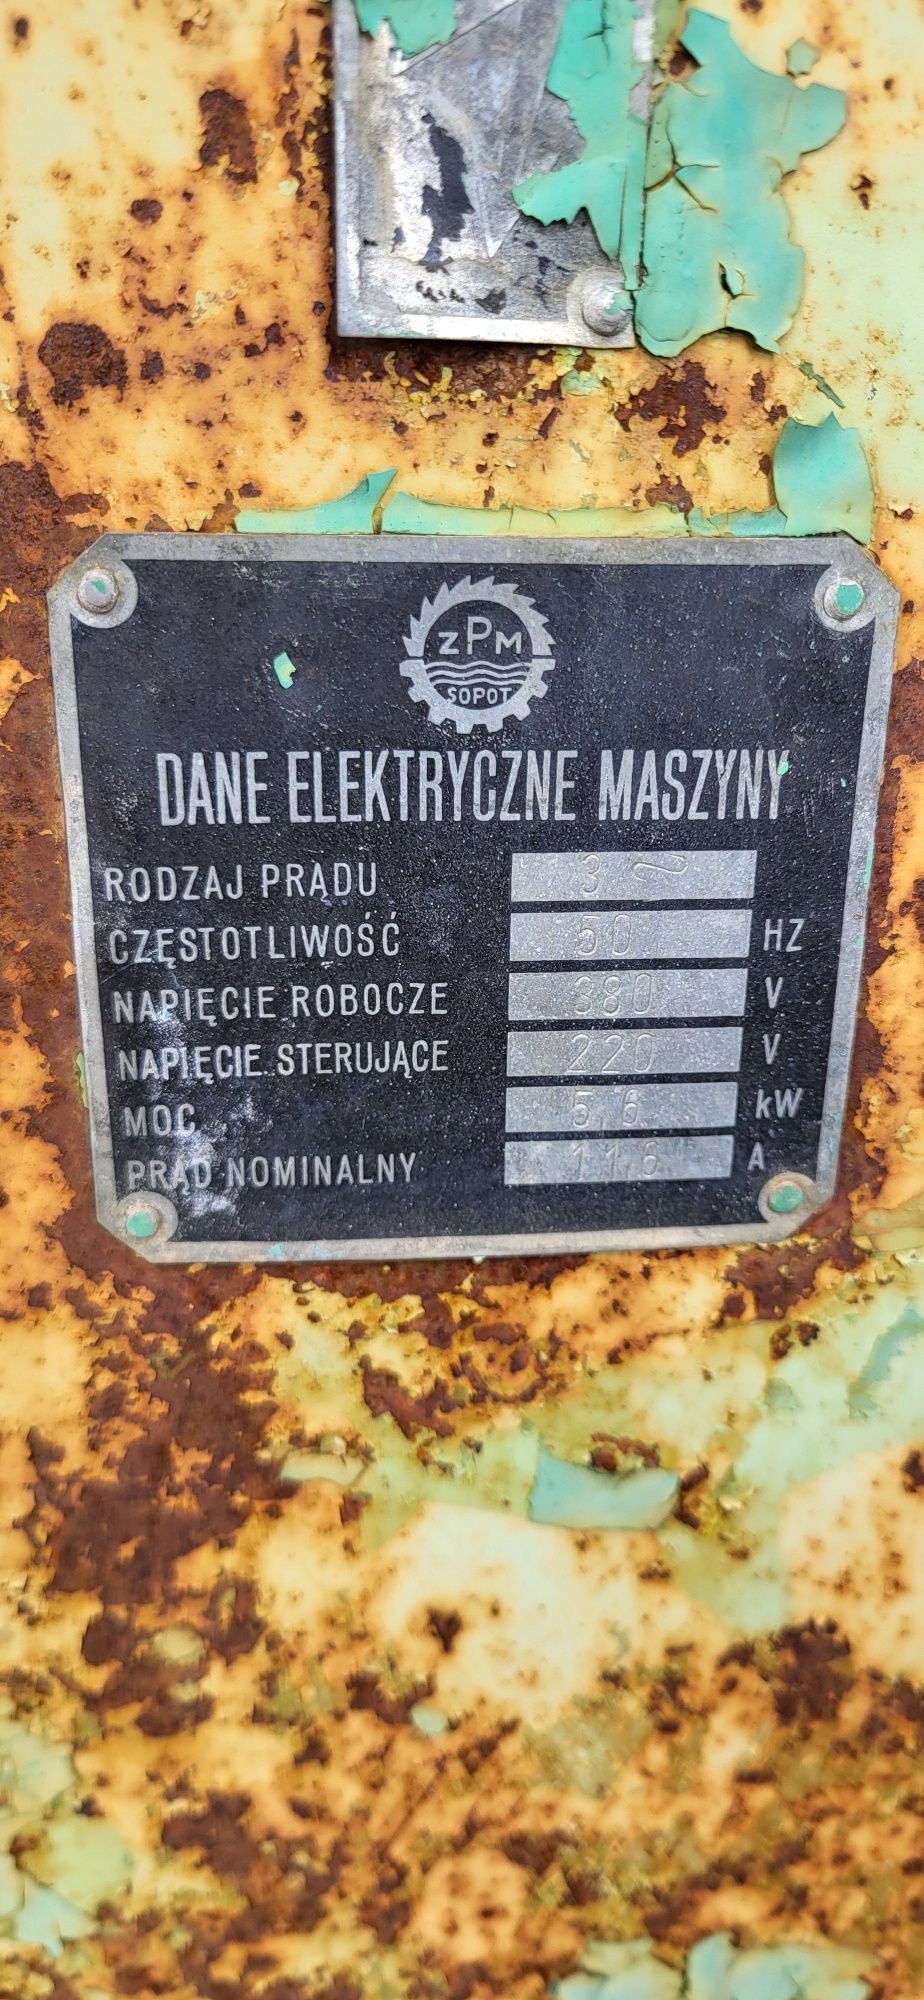 ZPM
SOPOT
DANE ELEKTRYCZNE MASZYNY
RODZAJ PRĄDU 3 ~
CZĘSTOTLIWOŚĆ 50 HZ
NAPIĘCIE ROBOCZE 380 V
NAPIĘCIE STERUJĄCE 220 V
MOC 5,6 kW
PRĄD NOMINALNY 11,6 A